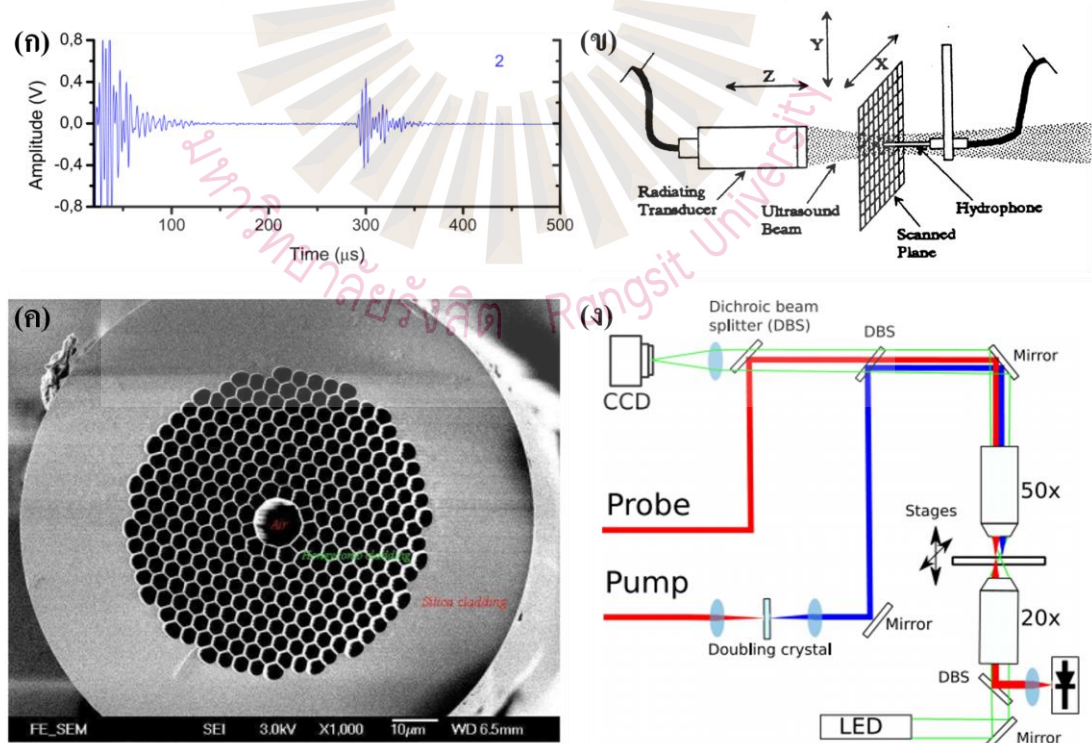 (ก)
0,8
0,4
0,0
-0,4
-0,8
Amplitude (V)
2
100
200
300
400
500
Time (μs)
(ข)
Y
X
Z
Radiating
Transducer
Ultrasound
Beam
Hydrophone
Scanned
Plane
มหาวิทยาลัยรังสิต Rangsit University
(ค)
Air
Honeycomb cladding
Silica cladding
FE_SEM SEI 3.0kV X1,000 10μm WD 6.5mm
(ง)
Dichroic beam
splitter (DBS)
DBS
Mirror
CCD
50x
Probe
Stages
Pump
20x
Mirror
Doubling crystal
DBS
LED
Mirror